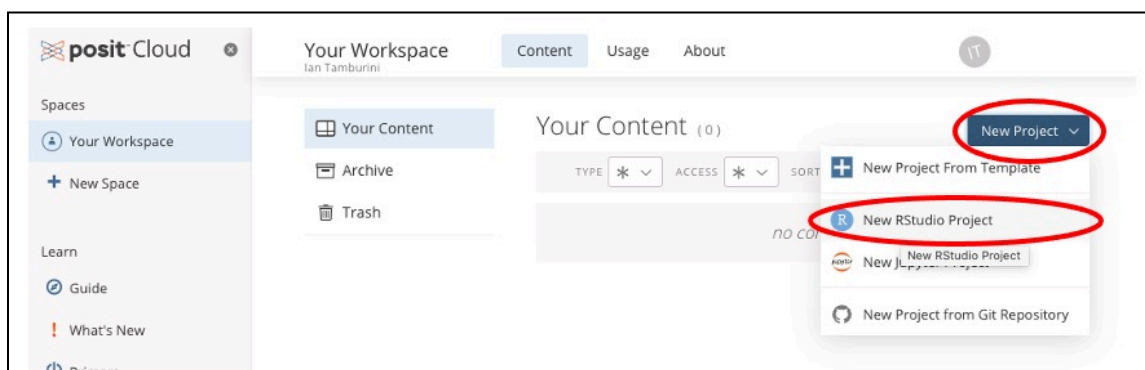 posit Cloud
Spaces
Your Workspace
New Space
Learn
Guide
What's New
Your Workspace
Ian Tamburini
Content
Usage
About
IT
Your Content
Archive
Trash
Your Content (0)
New Project
TYPE
ACCESS
SORT
no
New Project From Template
R New RStudio Project
New RStudio Project
New Project
New Project from Git Repository